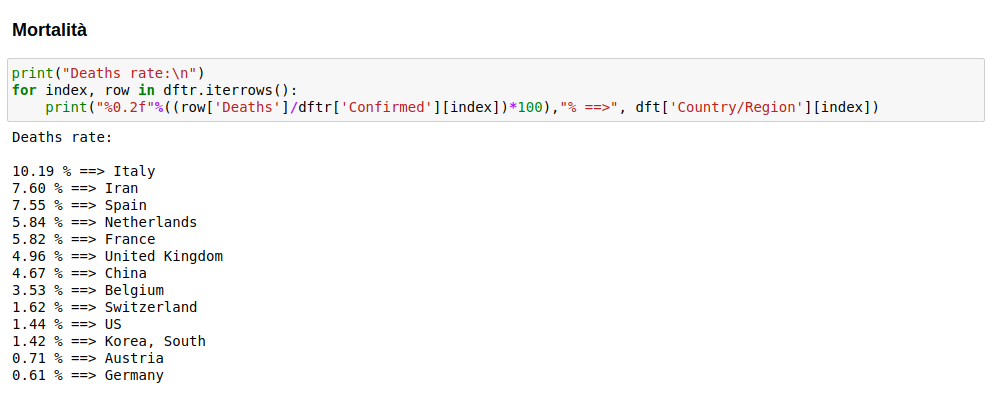 Mortalità
print("Deaths rate:\n")
for index, row in dftr.iterrows():
    print("%0.2f"%((row['Deaths']/dftr['Confirmed'][index])*100),"% ==>", dft['Country/Region'][index])
Deaths rate:
10.19 % ==> Italy
7.60 % ==> Iran
7.55 % ==> Spain
5.84 % ==> Netherlands
5.82 % ==> France
4.96 % ==> United Kingdom
4.67 % ==> China
3.53 % ==> Belgium
1.62 % ==> Switzerland
1.44 % ==> US
1.42 % ==> Korea, South
0.71 % ==> Austria
0.61 % ==> Germany